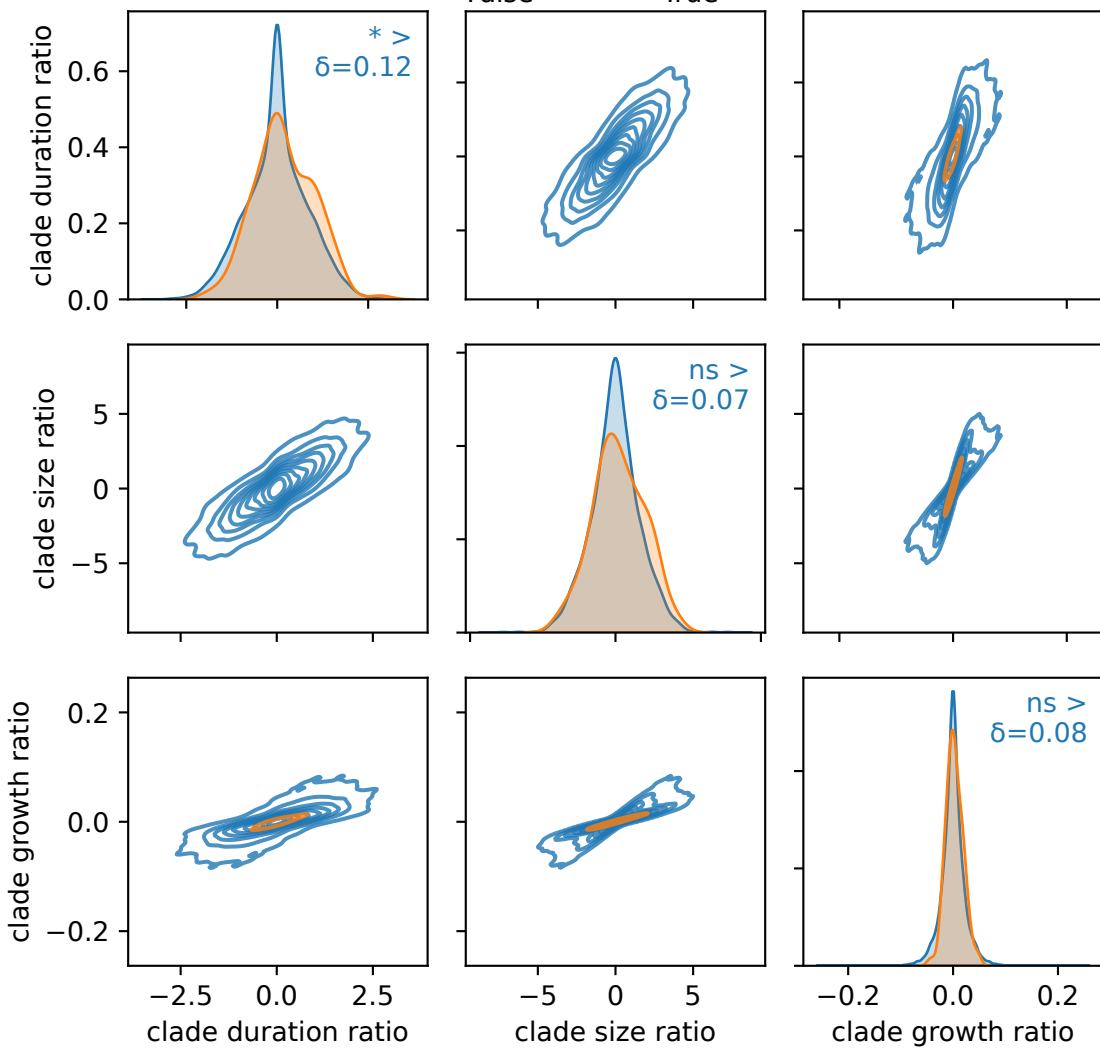 True
clade duration ratio
0.6
0.4
0.2
0.0
* >
δ=0.12
clade size ratio
5
0
−5
ns >
δ=0.07
clade growth ratio
0.2
0.0
−0.2
ns >
δ=0.08
−2.5 0.0 2.5
−5 0 5
−0.2 0.0 0.2
clade duration ratio
clade size ratio
clade growth ratio